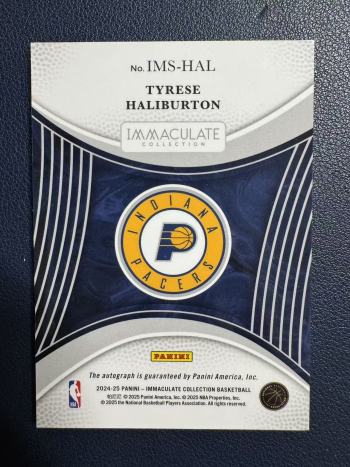 No. IMS-HAL
TYRESE
HALIBURTON
IMMACULATE
COLLECTION
INDIANA
PACERS
PANINI
The autograph is guaranteed by Panini America, Inc.
2024-25 PANINI – IMMACULATE COLLECTION BASKETBALL
© 2025 Panini America, Inc. © 2025 NBA Properties, Inc.
© 2025 the National Basketball Players Association. All rights reserved.